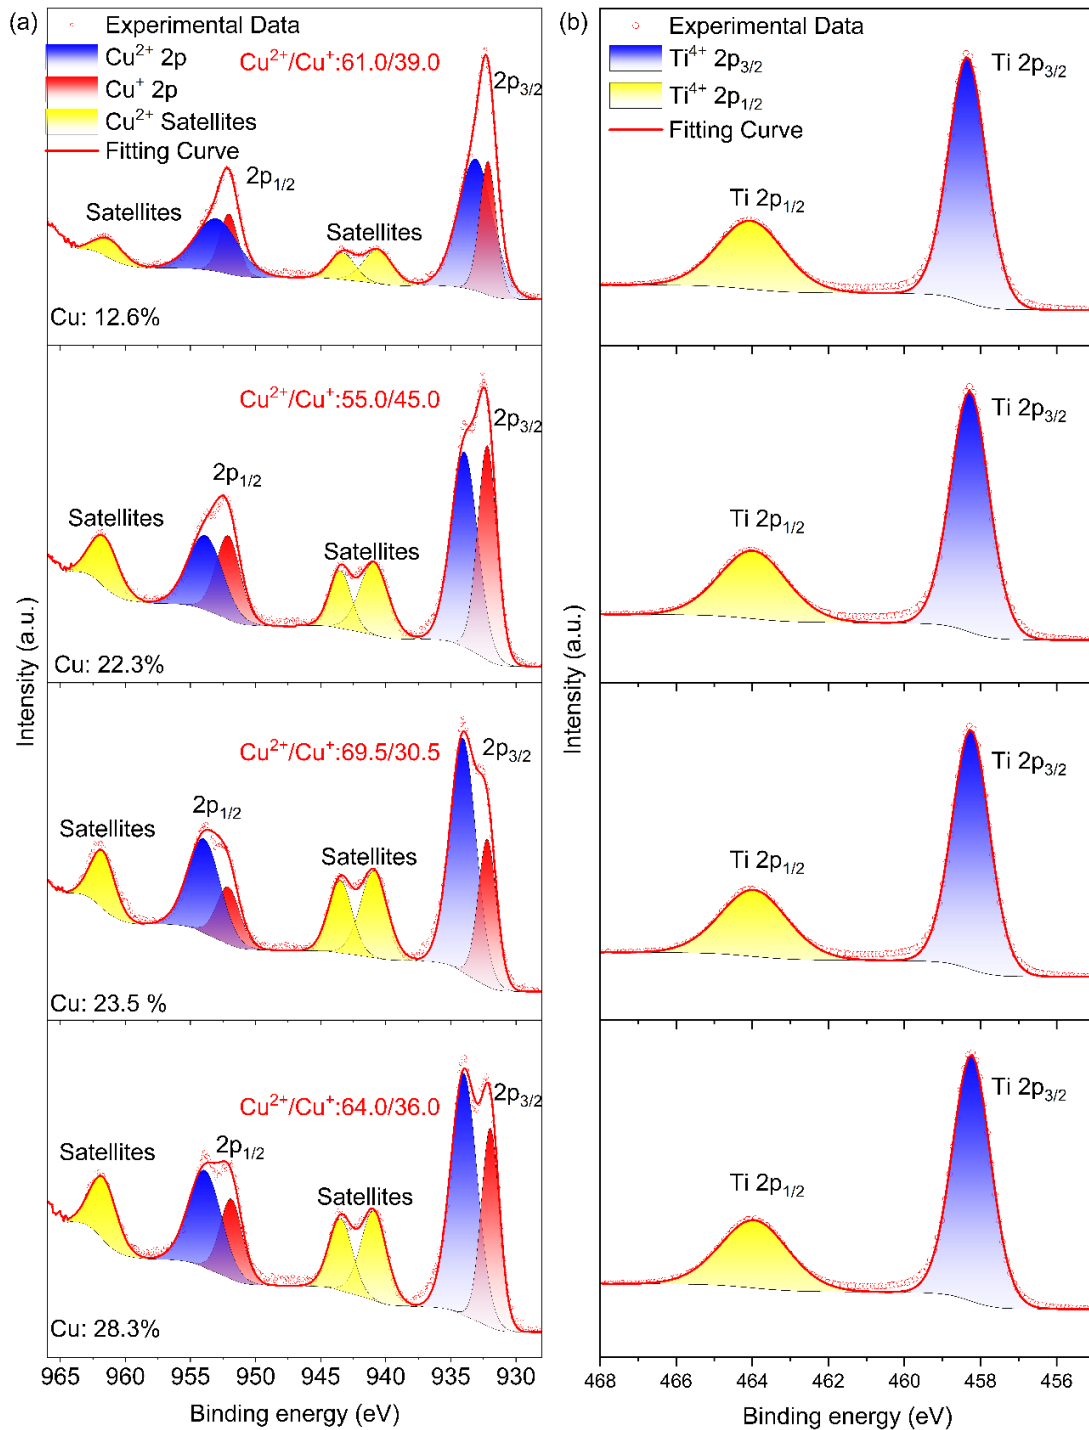 (a)
Experimental Data
Cu²⁺ 2p
Cu⁺ 2p
Cu²⁺ Satellites
Fitting Curve
Cu²⁺/Cu⁺:61.0/39.0
2p₃/₂
2p₁/₂
Satellites
Satellites
Cu: 12.6%
Cu²⁺/Cu⁺:55.0/45.0
2p₃/₂
2p₁/₂
Satellites
Satellites
Cu: 22.3%
Cu²⁺/Cu⁺:69.5/30.5
2p₃/₂
2p₁/₂
Satellites
Satellites
Cu: 23.5 %
Cu²⁺/Cu⁺:64.0/36.0
2p₃/₂
2p₁/₂
Satellites
Satellites
Cu: 28.3%
Intensity (a.u.)
965 960 955 950 945 940 935 930
Binding energy (eV)
(b)
Experimental Data
Ti⁴⁺ 2p₃/₂
Ti⁴⁺ 2p₁/₂
Fitting Curve
Ti 2p₃/₂
Ti 2p₁/₂
Ti 2p₃/₂
Ti 2p₁/₂
Ti 2p₃/₂
Ti 2p₁/₂
Ti 2p₃/₂
Ti 2p₁/₂
Intensity (a.u.)
468 466 464 462 460 458 456
Binding energy (eV)